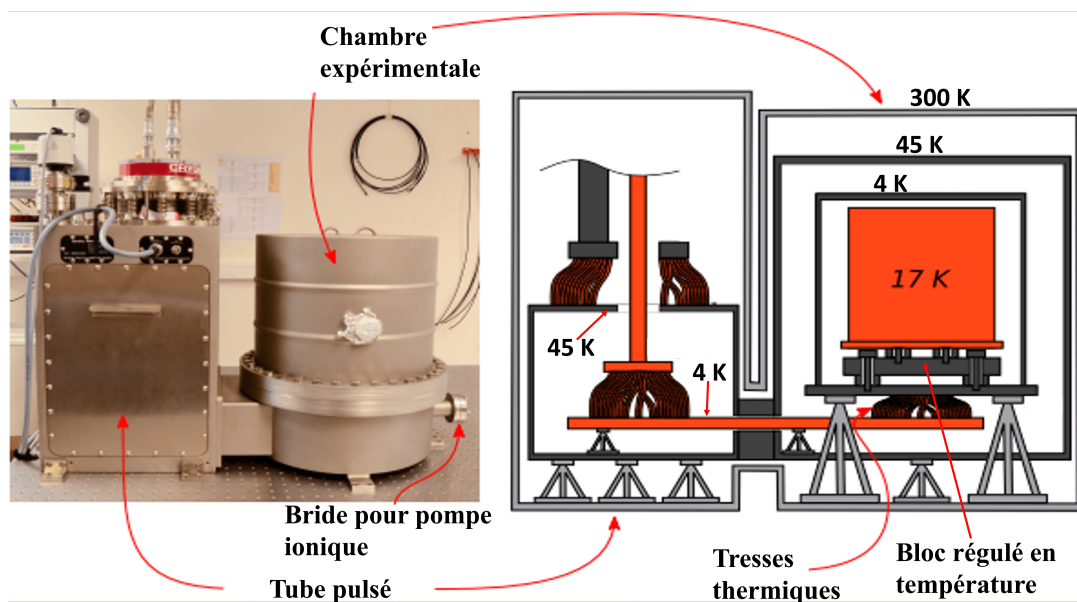 Chambre
expérimentale
300 K
45 K
4 K
17 K
45 K
4 K
Bride pour pompe
ionique
Tube pulsé
Tresses
thermiques
Bloc régulé en
température